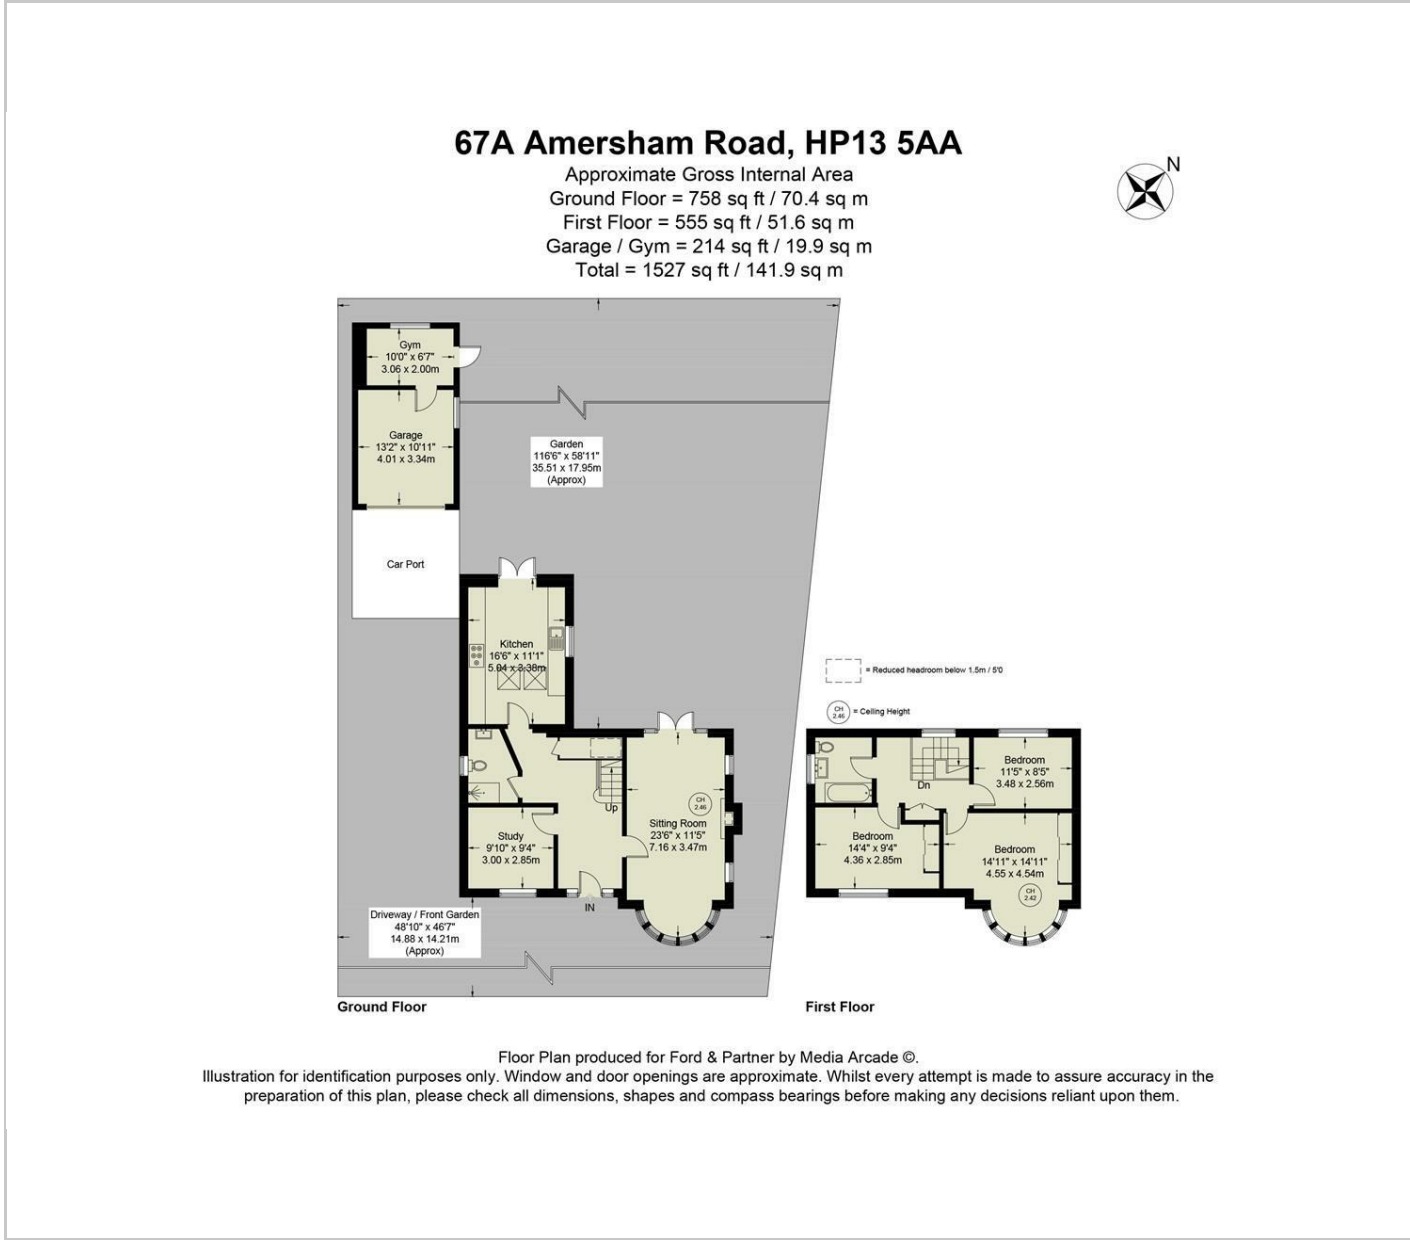 67A Amersham Road, HP13 5AA
Approximate Gross Internal Area
Ground Floor = 758 sq ft / 70.4 sq m
First Floor = 555 sq ft / 51.6 sq m
Garage / Gym = 214 sq ft / 19.9 sq m
Total = 1527 sq ft / 141.9 sq m
N
Gym
10'0" x 6'7"
3.06 x 2.00m
Garage
13'2" x 10'11"
4.01 x 3.34m
Garden
116'6" x 58'11"
35.51 x 17.95m
(Approx)
Car Port
Kitchen
16'6" x 11'1"
5.04 x 3.38m
= Reduced headroom below 1.5m / 5'0
CH
2.46
= Ceiling Height
Up
CH
2.46
Sitting Room
23'6" x 11'5"
7.16 x 3.47m
Study
9'10" x 9'4"
3.00 x 2.85m
IN
Driveway / Front Garden
48'10" x 46'7"
14.88 x 14.21m
(Approx)
Dn
Bedroom
11'5" x 8'5"
3.48 x 2.56m
Bedroom
14'4" x 9'4"
4.36 x 2.85m
Bedroom
14'11" x 14'11"
4.55 x 4.54m
CH
2.42
Ground Floor
First Floor
Floor Plan produced for Ford & Partner by Media Arcade ©.
Illustration for identification purposes only. Window and door openings are approximate. Whilst every attempt is made to assure accuracy in the
preparation of this plan, please check all dimensions, shapes and compass bearings before making any decisions reliant upon them.